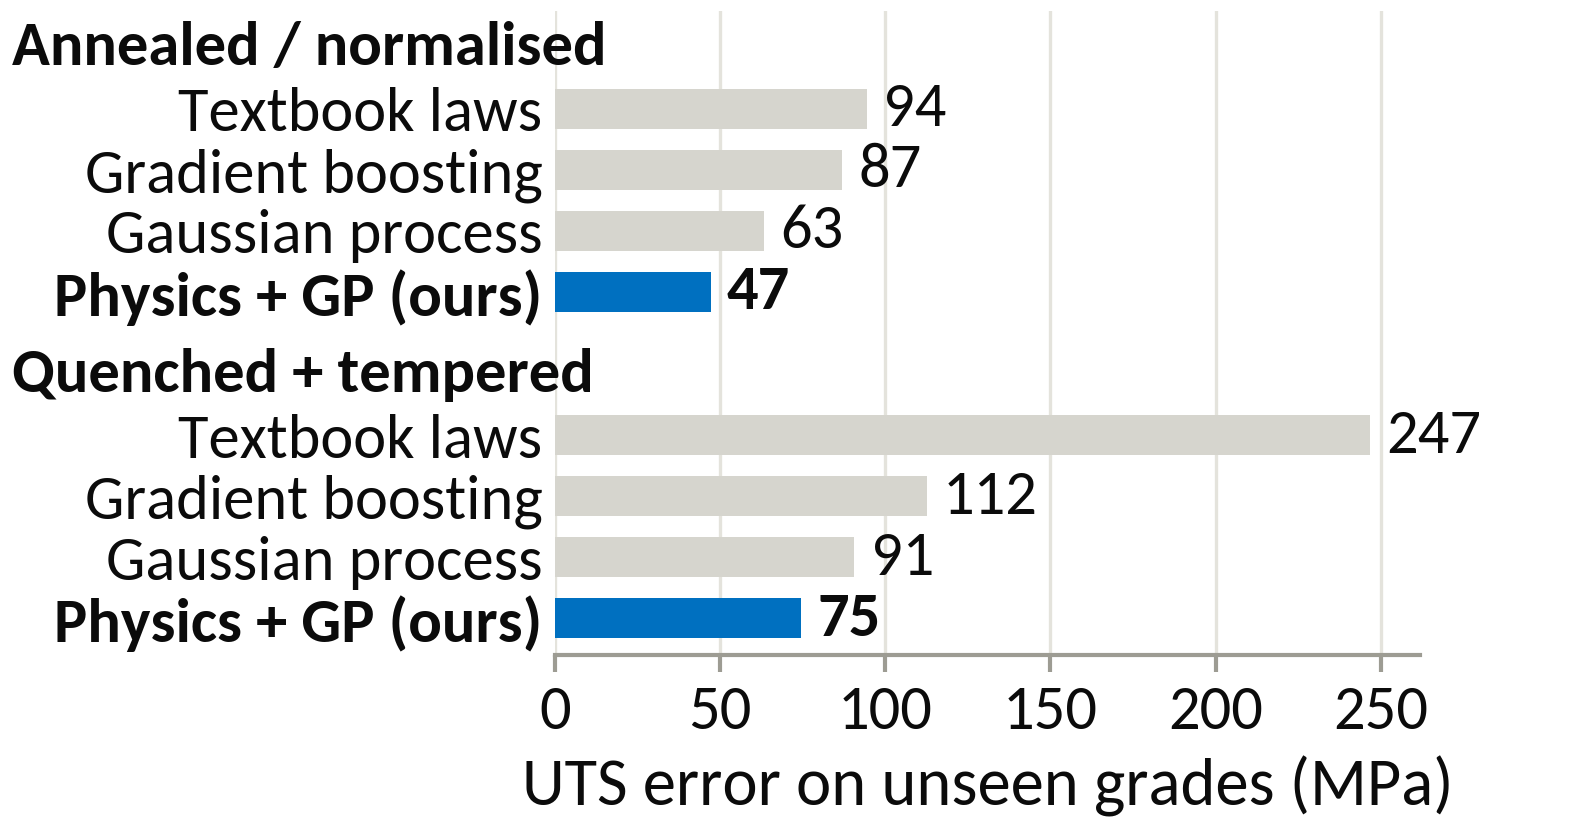 Annealed / normalised
Textbook laws 94
Gradient boosting 87
Gaussian process 63
Physics + GP (ours) 47
Quenched + tempered
Textbook laws 247
Gradient boosting 112
Gaussian process 91
Physics + GP (ours) 75
0 50 100 150 200 250
UTS error on unseen grades (MPa)